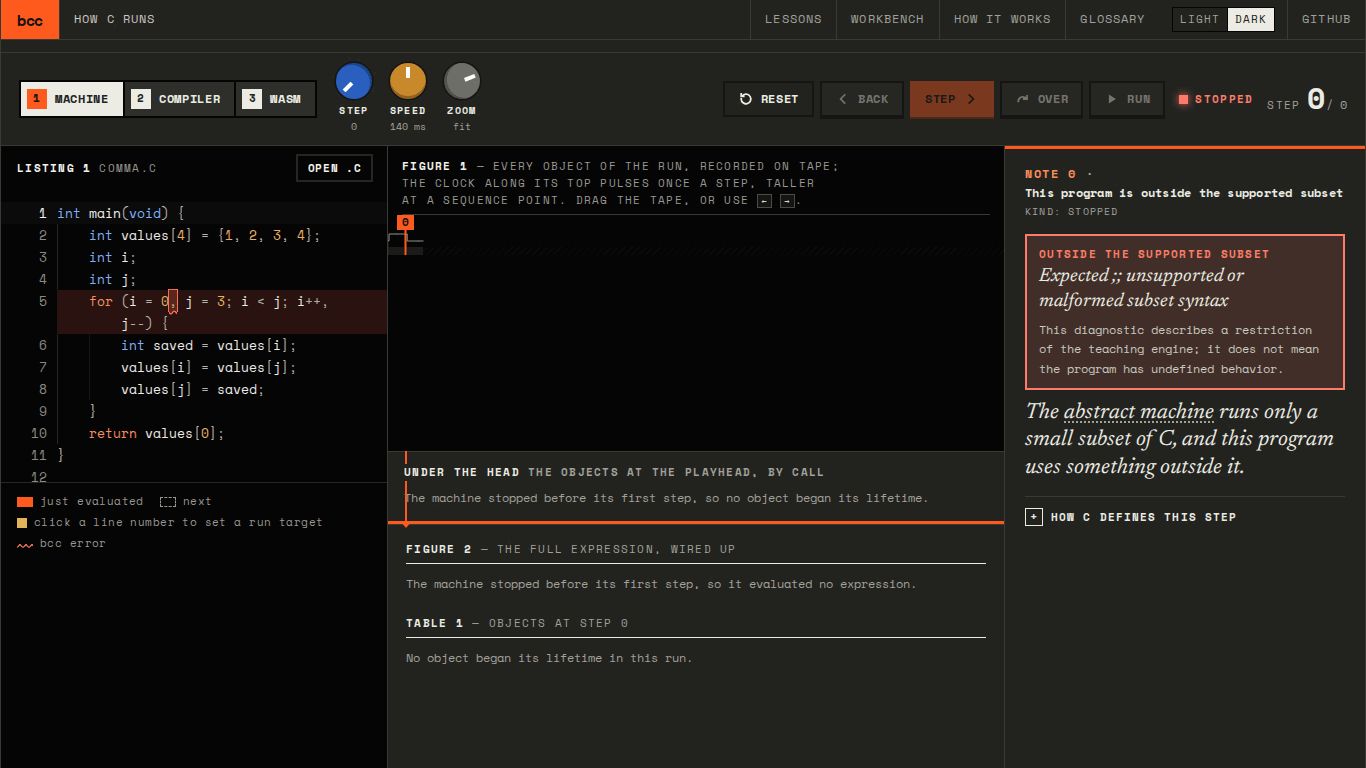 bcc HOW C RUNS LESSONS WORKBENCH HOW IT WORKS GLOSSARY LIGHT DARK GITHUB
1 MACHINE 2 COMPILER 3 WASM
STEP SPEED ZOOM
0 140 ms fit
RESET BACK STEP OVER RUN STOPPED STEP 0 / 0
LISTING 1 COMMA.C OPEN .C
1 int main(void) {
2 int values[4] = {1, 2, 3, 4};
3 int i;
4 int j;
5 for (i = 0, j = 3; i < j; i++,
j--) {
6 int saved = values[i];
7 values[i] = values[j];
8 values[j] = saved;
9 }
10 return values[0];
11 }
12
just evaluated next
click a line number to set a run target
bcc error
FIGURE 1 — EVERY OBJECT OF THE RUN, RECORDED ON TAPE;
THE CLOCK ALONG ITS TOP PULSES ONCE A STEP, TALLER
AT A SEQUENCE POINT. DRAG THE TAPE, OR USE ← →.
0
UNDER THE HEAD THE OBJECTS AT THE PLAYHEAD, BY CALL
The machine stopped before its first step, so no object began its lifetime.
FIGURE 2 — THE FULL EXPRESSION, WIRED UP
The machine stopped before its first step, so it evaluated no expression.
TABLE 1 — OBJECTS AT STEP 0
No object began its lifetime in this run.
NOTE 0 ·
This program is outside the supported subset
KIND: STOPPED
OUTSIDE THE SUPPORTED SUBSET
Expected ;; unsupported or
malformed subset syntax
This diagnostic describes a restriction
of the teaching engine; it does not mean
the program has undefined behavior.
The abstract machine runs only a
small subset of C, and this program
uses something outside it.
+ HOW C DEFINES THIS STEP